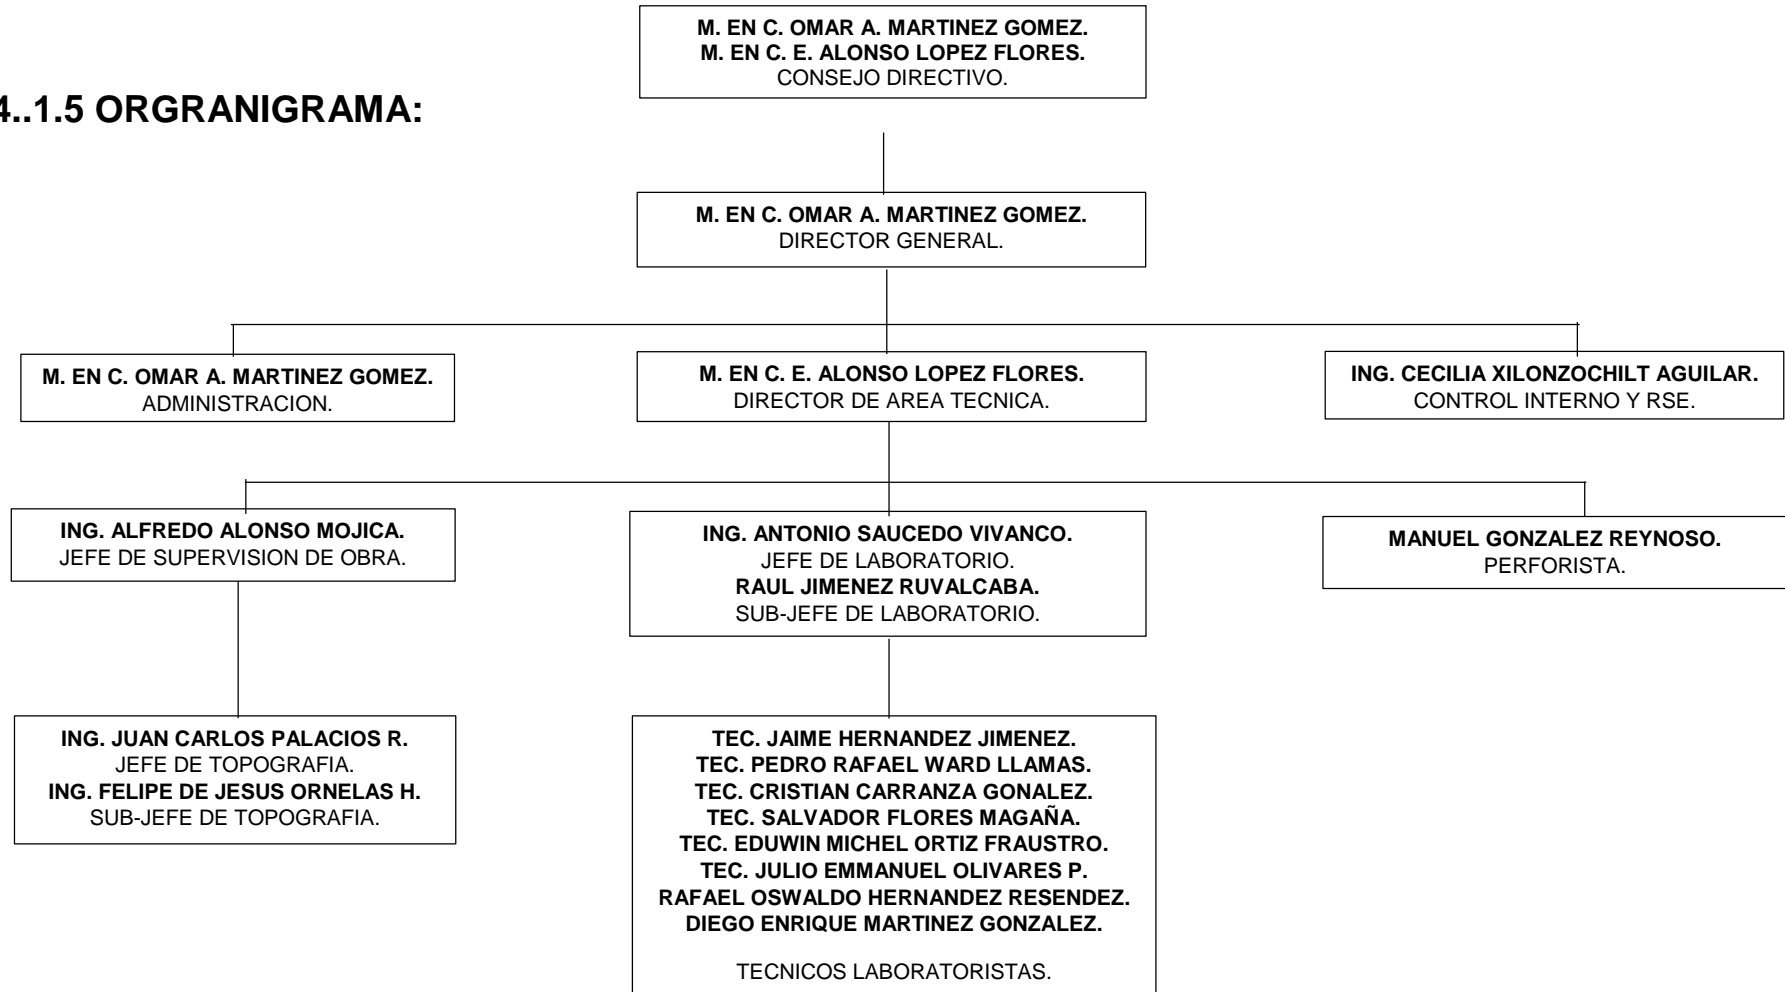 M. EN C. OMAR A. MARTINEZ GOMEZ.
M. EN C. E. ALONSO LOPEZ FLORES.
CONSEJO DIRECTIVO.
4..1.5 ORGRANIGRAMA:
M. EN C. OMAR A. MARTINEZ GOMEZ.
DIRECTOR GENERAL.
M. EN C. OMAR A. MARTINEZ GOMEZ.
ADMINISTRACION.
M. EN C. E. ALONSO LOPEZ FLORES.
DIRECTOR DE AREA TECNICA.
ING. CECILIA XILONZOCHILT AGUILAR.
CONTROL INTERNO Y RSE.
ING. ALFREDO ALONSO MOJICA.
JEFE DE SUPERVISION DE OBRA.
ING. ANTONIO SAUCEDO VIVANCO.
JEFE DE LABORATORIO.
RAUL JIMENEZ RUVALCABA.
SUB-JEFE DE LABORATORIO.
MANUEL GONZALEZ REYNOSO.
PERFORISTA.
ING. JUAN CARLOS PALACIOS R.
JEFE DE TOPOGRAFIA.
ING. FELIPE DE JESUS ORNELAS H.
SUB-JEFE DE TOPOGRAFIA.
TEC. JAIME HERNANDEZ JIMENEZ.
TEC. PEDRO RAFAEL WARD LLAMAS.
TEC. CRISTIAN CARRANZA GONALEZ.
TEC. SALVADOR FLORES MAGAÑA.
TEC. EDUWIN MICHEL ORTIZ FRAUSTRO.
TEC. JULIO EMMANUEL OLIVARES P.
RAFAEL OSWALDO HERNANDEZ RESENDEZ.
DIEGO ENRIQUE MARTINEZ GONZALEZ.
TECNICOS LABORATORISTAS.